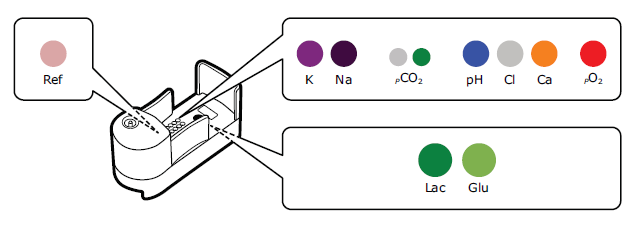 Ref
K Na PCO2 pH Cl Ca PO2
Lac Glu